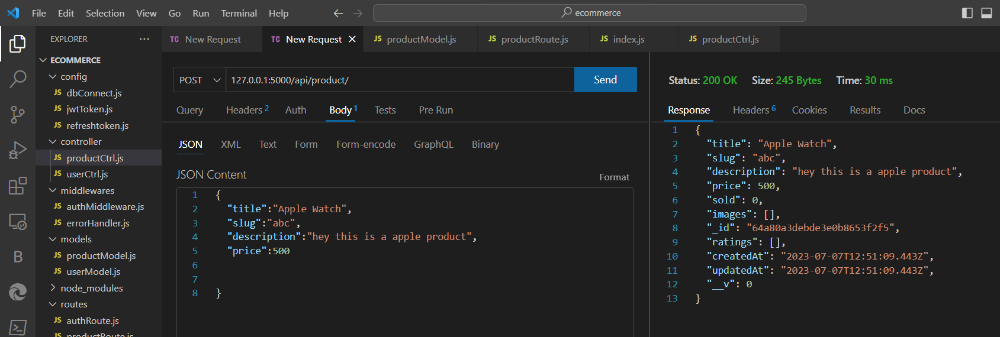 File Edit Selection View Go Run Terminal Help ecommerce
EXPLORER ...
TC New Request TC New Request JS productModel.js JS productRoute.js JS index.js JS productCtrl.js
ECOMMERCE
config
JS dbConnect.js
JS jwtToken.js
JS refreshtoken.js
controller
JS productCtrl.js
JS userCtrl.js
middlewares
JS authMiddleware.js
JS errorHandler.js
models
JS productModel.js
JS userModel.js
node_modules
routes
JS authRoute.js
JS productRoute.js
B
POST 127.0.0.1:5000/api/product/ Send
Query Headers 2 Auth Body 1 Tests Pre Run
JSON XML Text Form Form-encode GraphQL Binary
JSON Content Format
1 {
2 "title":"Apple Watch",
3 "slug":"abc",
4 "description":"hey this is a apple product",
5 "price":500
6
7
8 }
Status: 200 OK Size: 245 Bytes Time: 30 ms
Response Headers 6 Cookies Results Docs
1 {
2 "title": "Apple Watch",
3 "slug": "abc",
4 "description": "hey this is a apple product",
5 "price": 500,
6 "sold": 0,
7 "images": [],
8 "_id": "64a80a3debde3e0b8653f2f5",
9 "ratings": [],
10 "createdAt": "2023-07-07T12:51:09.443Z",
11 "updatedAt": "2023-07-07T12:51:09.443Z",
12 "__v": 0
13 }